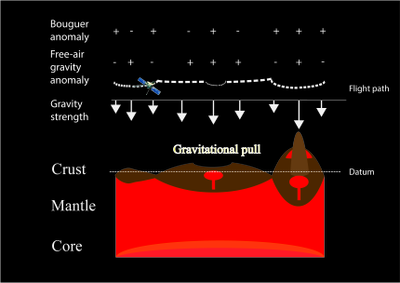 Bouguer
anomaly
+ - + - + - + + +
Free-air
gravity
anomaly
- + - - + - - + -
Flight path
Gravity
strength
Gravitational pull
Crust
Datum
Mantle
Core